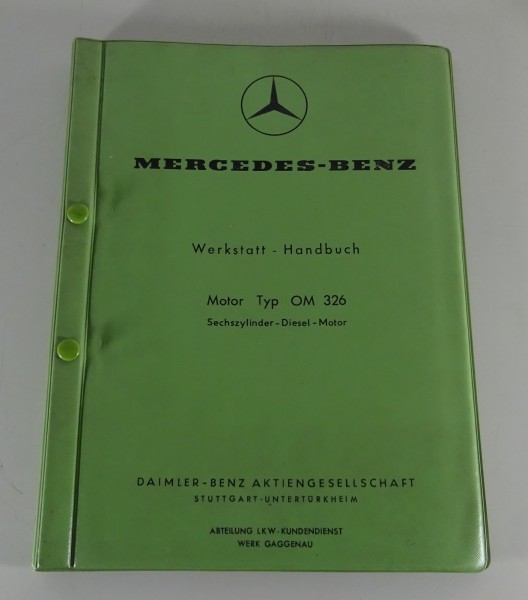 MERCEDES-BENZ
Werkstatt - Handbuch
Motor Typ OM 326
Sechszylinder-Diesel-Motor
DAIMLER-BENZ AKTIENGESELLSCHAFT
STUTTGART-UNTERTÜRKHEIM
ABTEILUNG LKW-KUNDENDIENST
WERK GAGGENAU